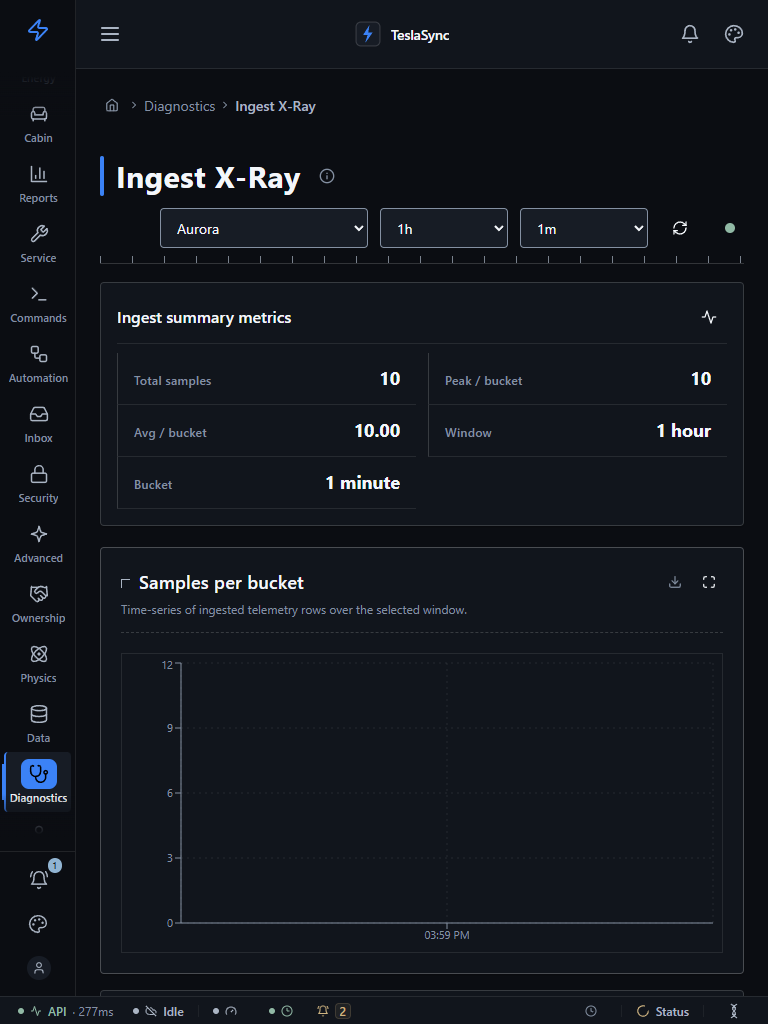 TeslaSync
Diagnostics
Ingest X-Ray
Ingest X-Ray
Aurora
1h
1m
Cabin
Reports
Service
Commands
Automation
Inbox
Security
Advanced
Ownership
Physics
Data
Diagnostics
1
Ingest summary metrics
Total samples 10
Peak / bucket 10
Avg / bucket 10.00
Window 1 hour
Bucket 1 minute
Samples per bucket
Time-series of ingested telemetry rows over the selected window.
12
9
6
3
0
03:59 PM
API · 277ms
Idle
2
Status